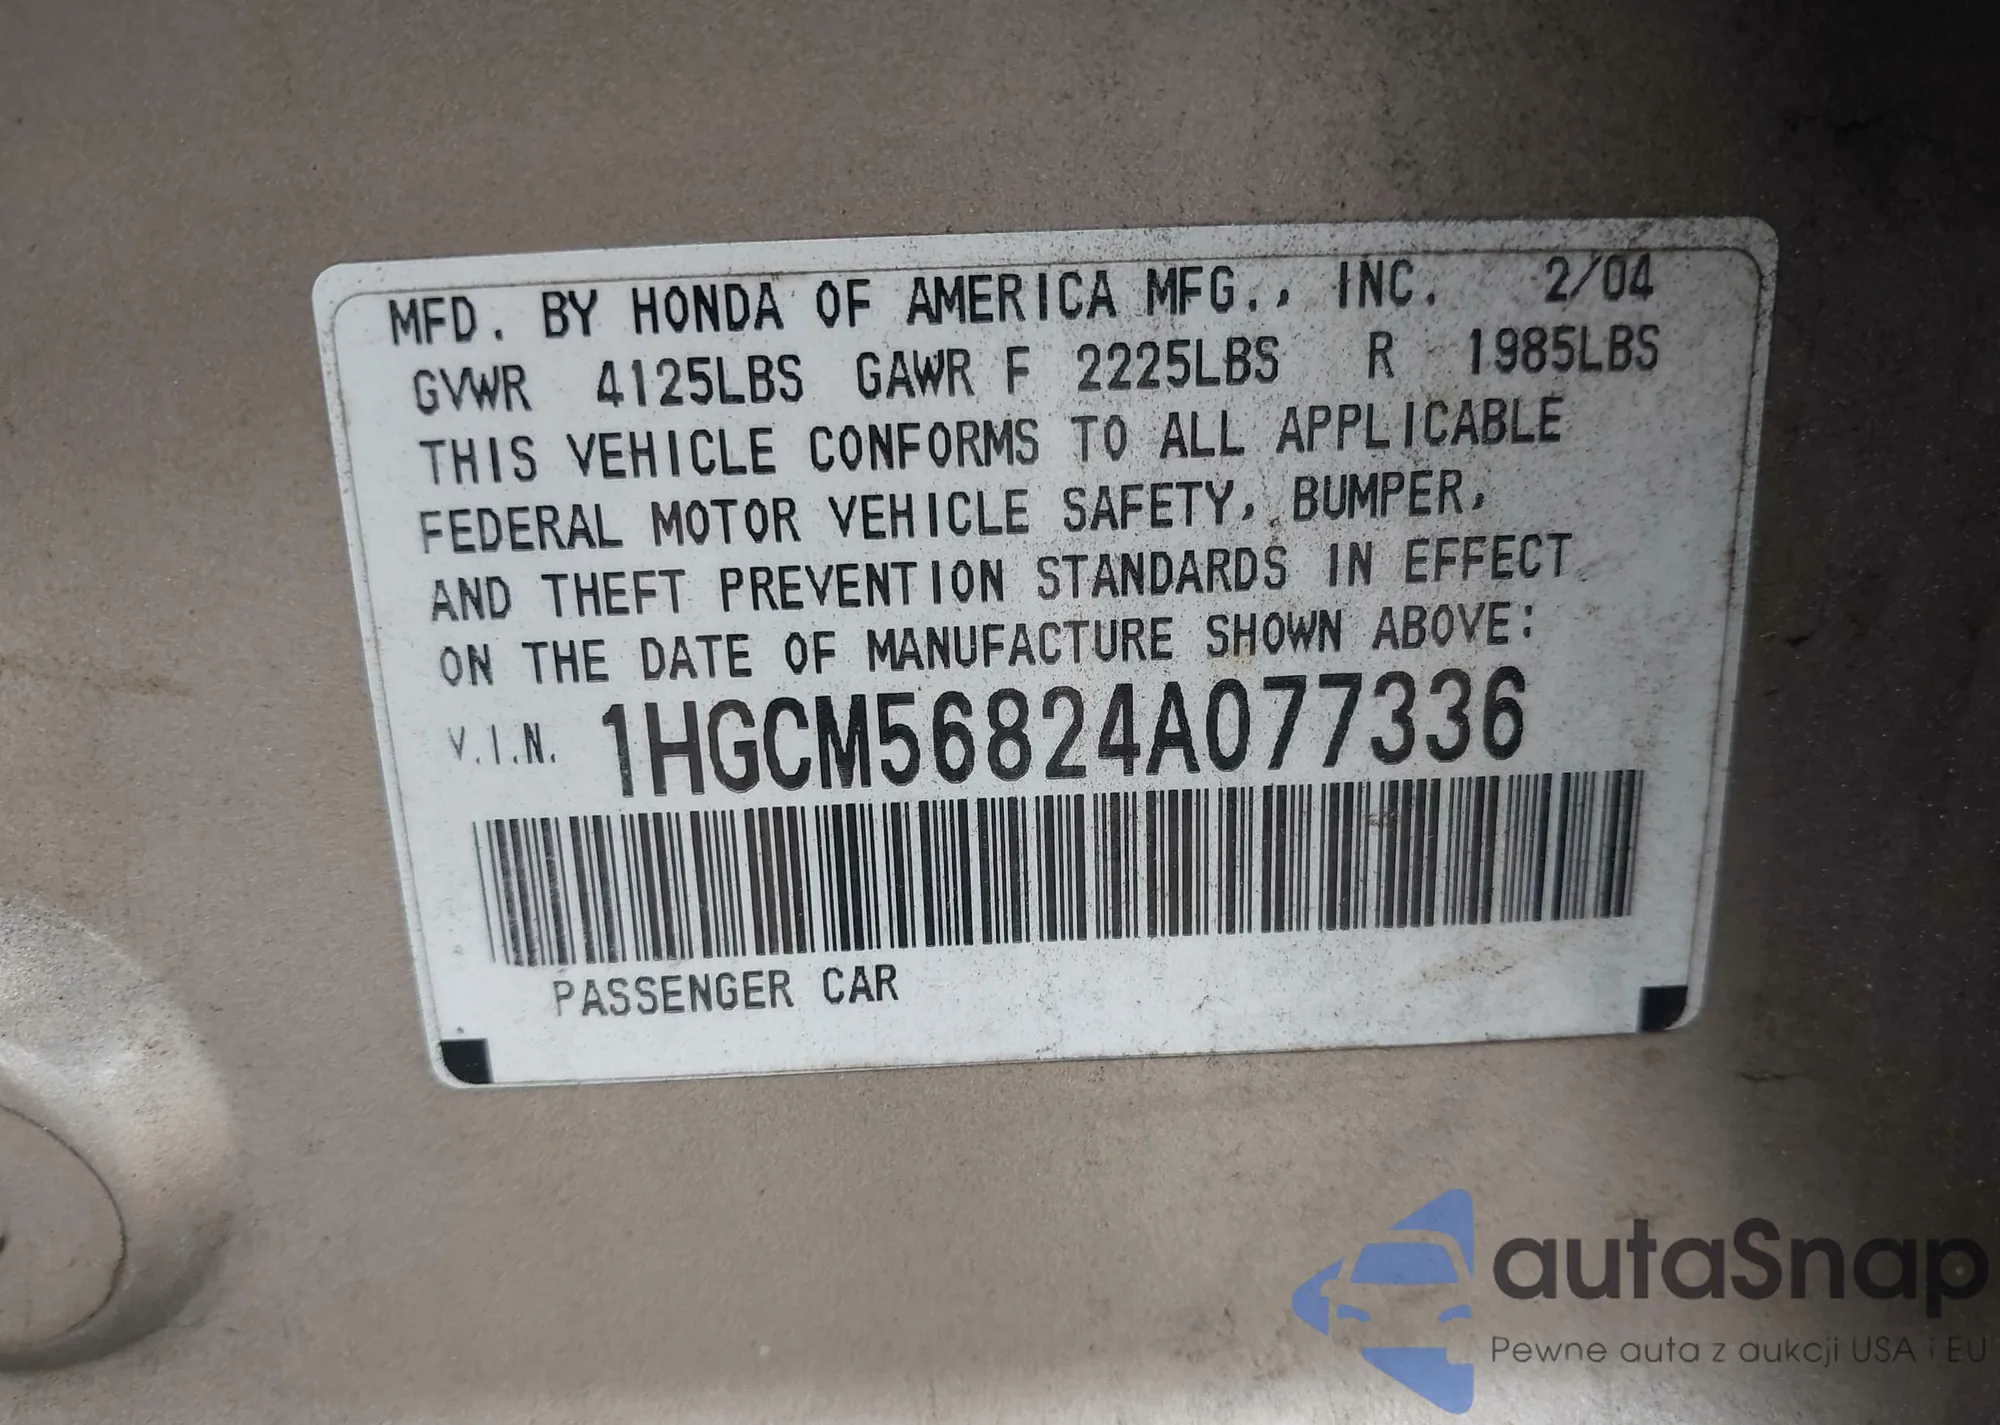 MFD. BY HONDA OF AMERICA MFG., INC. 2/04
GVWR 4125LBS GAWR F 2225LBS R 1985LBS
THIS VEHICLE CONFORMS TO ALL APPLICABLE
FEDERAL MOTOR VEHICLE SAFETY, BUMPER,
AND THEFT PREVENTION STANDARDS IN EFFECT
ON THE DATE OF MANUFACTURE SHOWN ABOVE:
V.I.N. 1HGCM56824A077336
PASSENGER CAR
autoSnap
Pewne auta z aukcji USA i EU